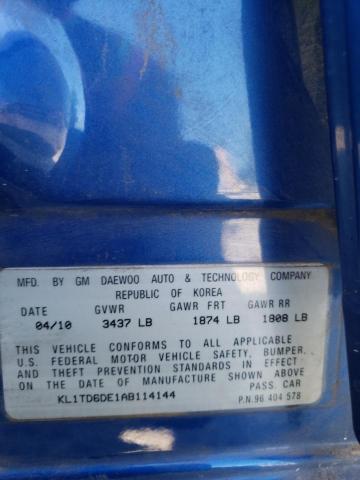 MFD. BY GM DAEWOO AUTO & TECHNOLOGY COMPANY
REPUBLIC OF KOREA
DATE GVWR GAWR FRT GAWR RR
04/10 3437 LB 1874 LB 1808 LB
THIS VEHICLE CONFORMS TO ALL APPLICABLE
U.S. FEDERAL MOTOR VEHICLE SAFETY, BUMPER,
AND THEFT PREVENTION STANDARDS IN EFFECT
ON THE DATE OF MANUFACTURE SHOWN ABOVE
KL1TD6DE1AB114144 PASS. CAR
P.N.96 404 578